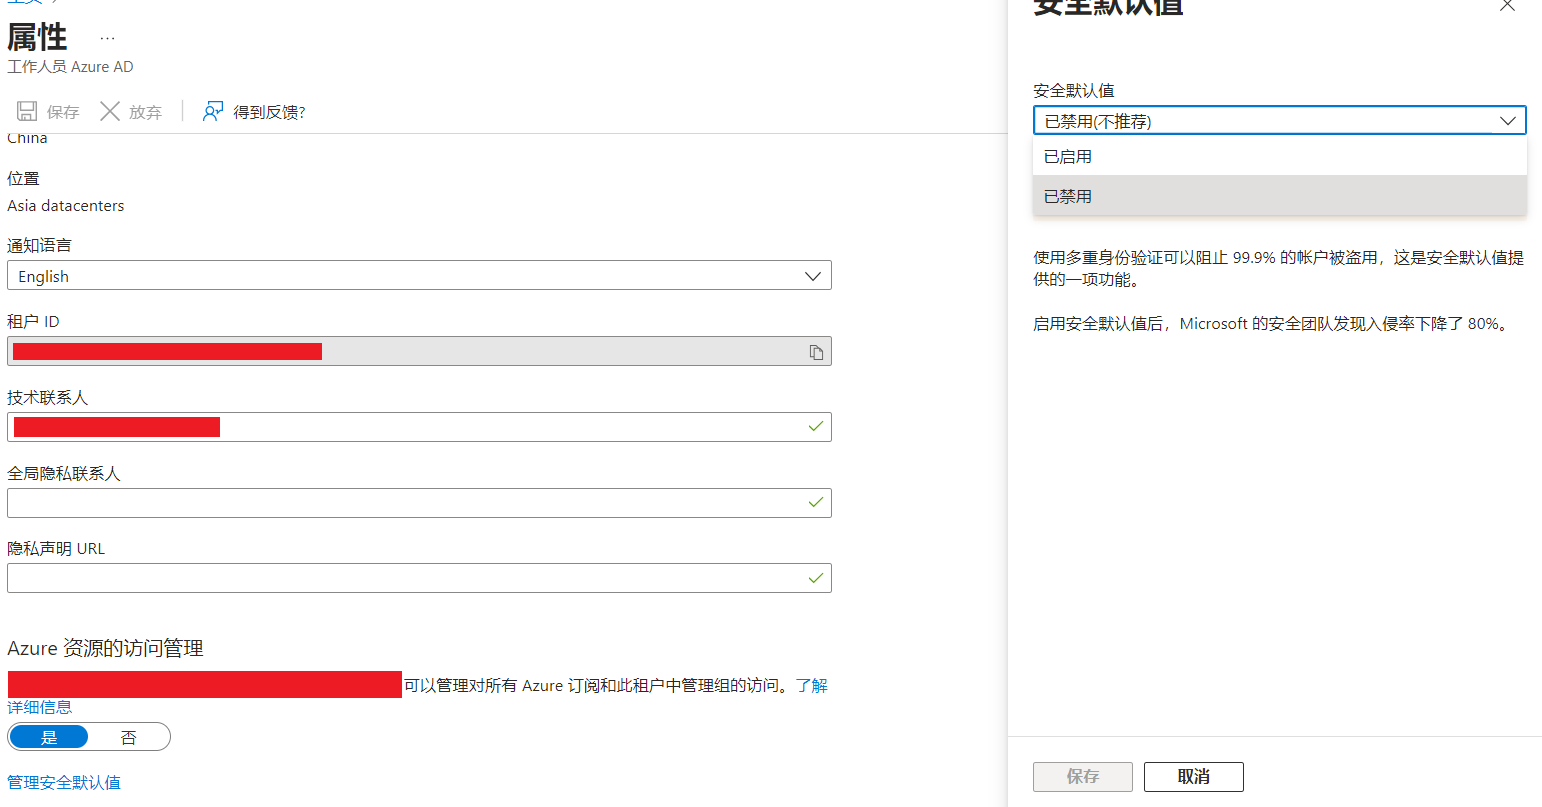 属性 ...
工作人员 Azure AD
保存 放弃 得到反馈?
China
位置
Asia datacenters
通知语言
English
租户 ID
技术联系人
全局隐私联系人
隐私声明 URL
Azure 资源的访问管理
可以管理对所有 Azure 订阅和此租户中管理组的访问。了解
详细信息
是 否
管理安全默认值
安全默认值
安全默认值
已禁用(不推荐)
已启用
已禁用
使用多重身份验证可以阻止 99.9% 的帐户被盗用，这是安全默认值提
供的一项功能。
启用安全默认值后，Microsoft 的安全团队发现入侵率下降了 80%。
保存 取消